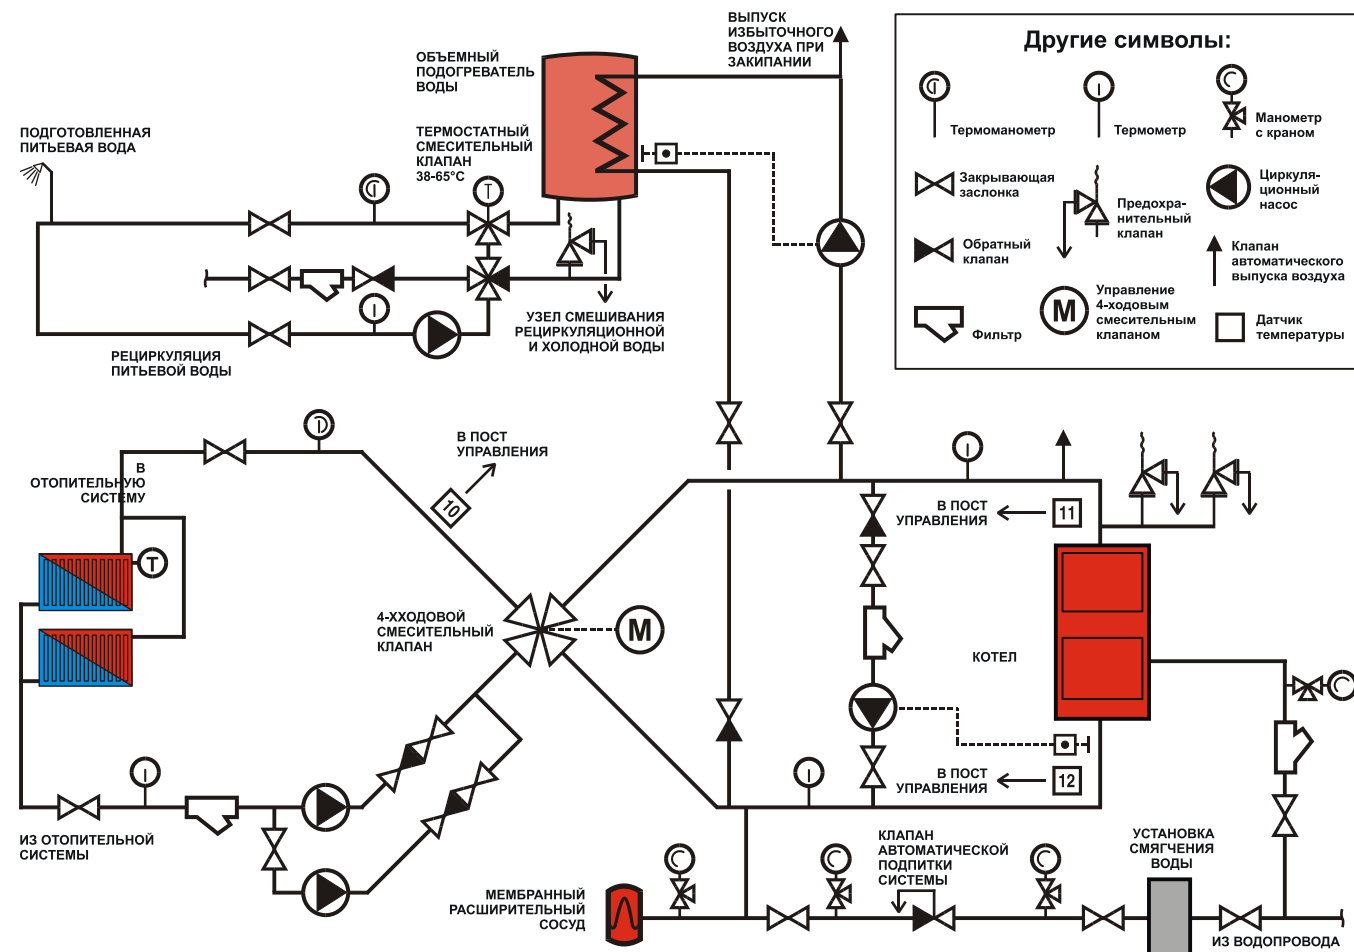 ВЫПУСК
ИЗБЫТОЧНОГО
ВОЗДУХА ПРИ
ЗАКИПАНИИ
ОБЪЕМНЫЙ
ПОДОГРЕВАТЕЛЬ
ВОДЫ
ТЕРМОСТАТНЫЙ
СМЕСИТЕЛЬНЫЙ
КЛАПАН
38-65°C
ПОДГОТОВЛЕННАЯ
ПИТЬЕВАЯ ВОДА
T
УЗЕЛ СМЕШИВАНИЯ
РЕЦИРКУЛЯЦИОННОЙ
И ХОЛОДНОЙ ВОДЫ
РЕЦИРКУЛЯЦИЯ
ПИТЬЕВОЙ ВОДЫ
Другие символы:
Термоманометр
Термометр
Манометр
с краном
Закрывающая
заслонка
Предохра-
нительный
клапан
Циркуля-
ционный
насос
Обратный
клапан
Клапан
автоматического
выпуска воздуха
Фильтр
M
Управление
4-ходовым
смесительным
клапаном
Датчик
температуры
В
ОТОПИТЕЛЬНУЮ
СИСТЕМУ
T
В ПОСТ
УПРАВЛЕНИЯ
10
4-ХХОДОВОЙ
СМЕСИТЕЛЬНЫЙ
КЛАПАН
M
В ПОСТ
УПРАВЛЕНИЯ
11
КОТЕЛ
В ПОСТ
УПРАВЛЕНИЯ
12
ИЗ ОТОПИТЕЛЬНОЙ
СИСТЕМЫ
МЕМБРАННЫЙ
РАСШИРИТЕЛЬНЫЙ
СОСУД
КЛАПАН
АВТОМАТИЧЕСКОЙ
ПОДПИТКИ
СИСТЕМЫ
УСТАНОВКА
СМЯГЧЕНИЯ
ВОДЫ
ИЗ ВОДОПРОВОДА